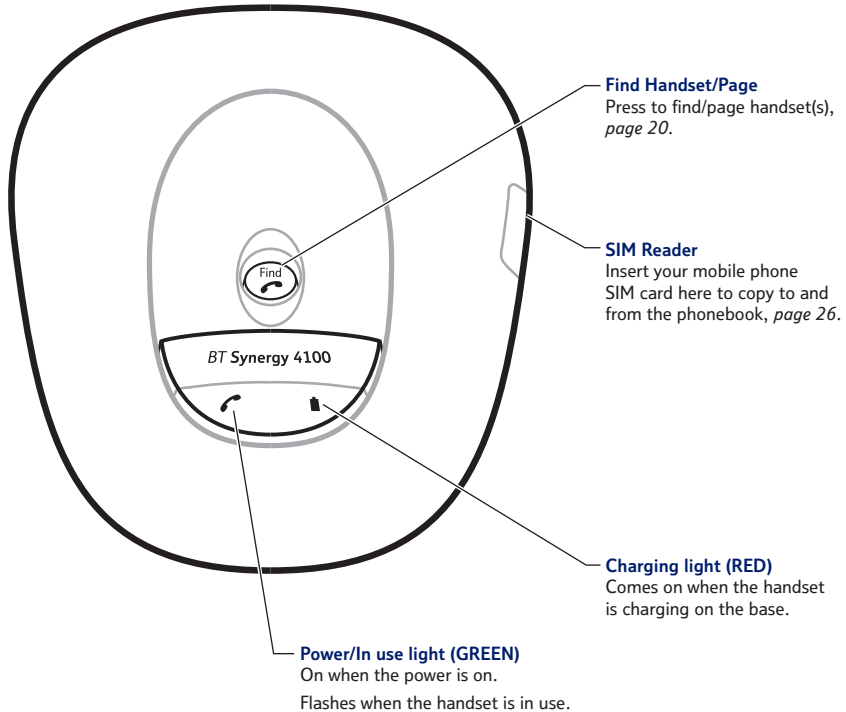 Find Handset/Page
Press to find/page handset(s),
page 20.
SIM Reader
Insert your mobile phone
SIM card here to copy to and
from the phonebook, page 26.
Find
BT Synergy 4100
Charging light (RED)
Comes on when the handset
is charging on the base.
Power/In use light (GREEN)
On when the power is on.
Flashes when the handset is in use.